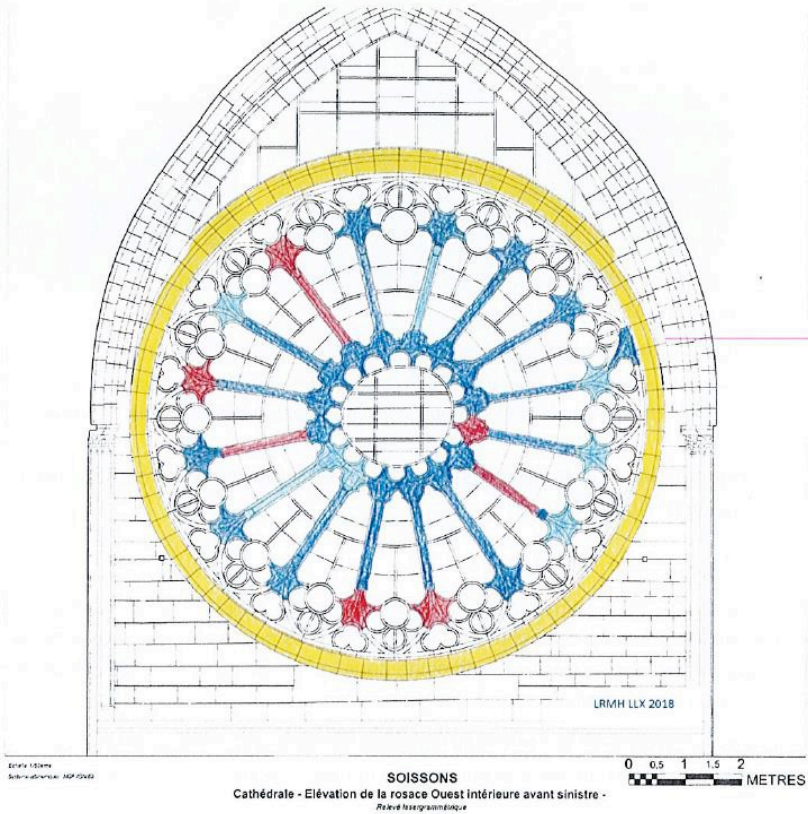 LRMH LLX 2018
SOISSONS
Cathédrale - Elévation de la rosace Ouest intérieure avant sinistre -
Relevé lasergrammétrique
0 0,5 1 1.5 2
METRES